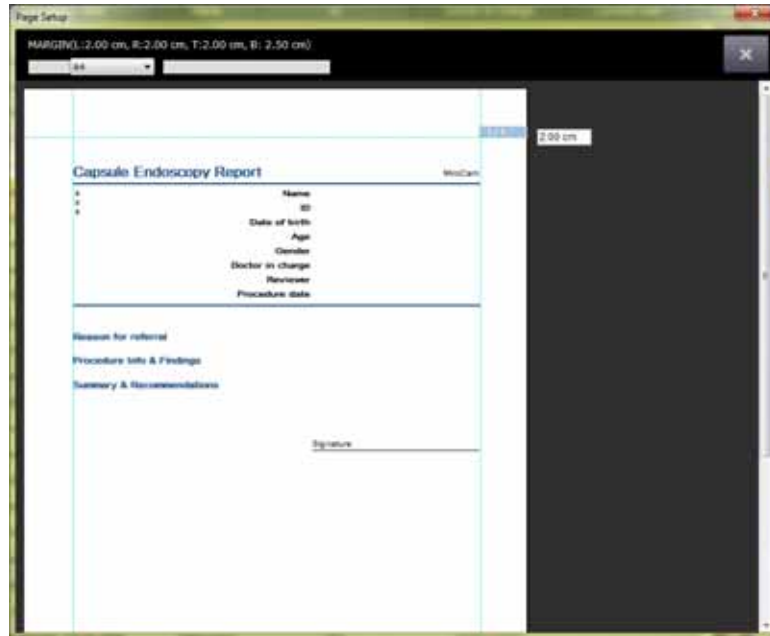 Page Setup
MARGIN(L:2.00 cm, R:2.00 cm, T:2.00 cm, B: 2.50 cm)
A4
2.00 cm
Capsule Endoscopy Report
MiroCam
Name
ID
Date of birth
Age
Gender
Doctor in charge
Reviewer
Procedure date
Reason for referral
Procedure Info & Findings
Summary & Recommendations
Signature